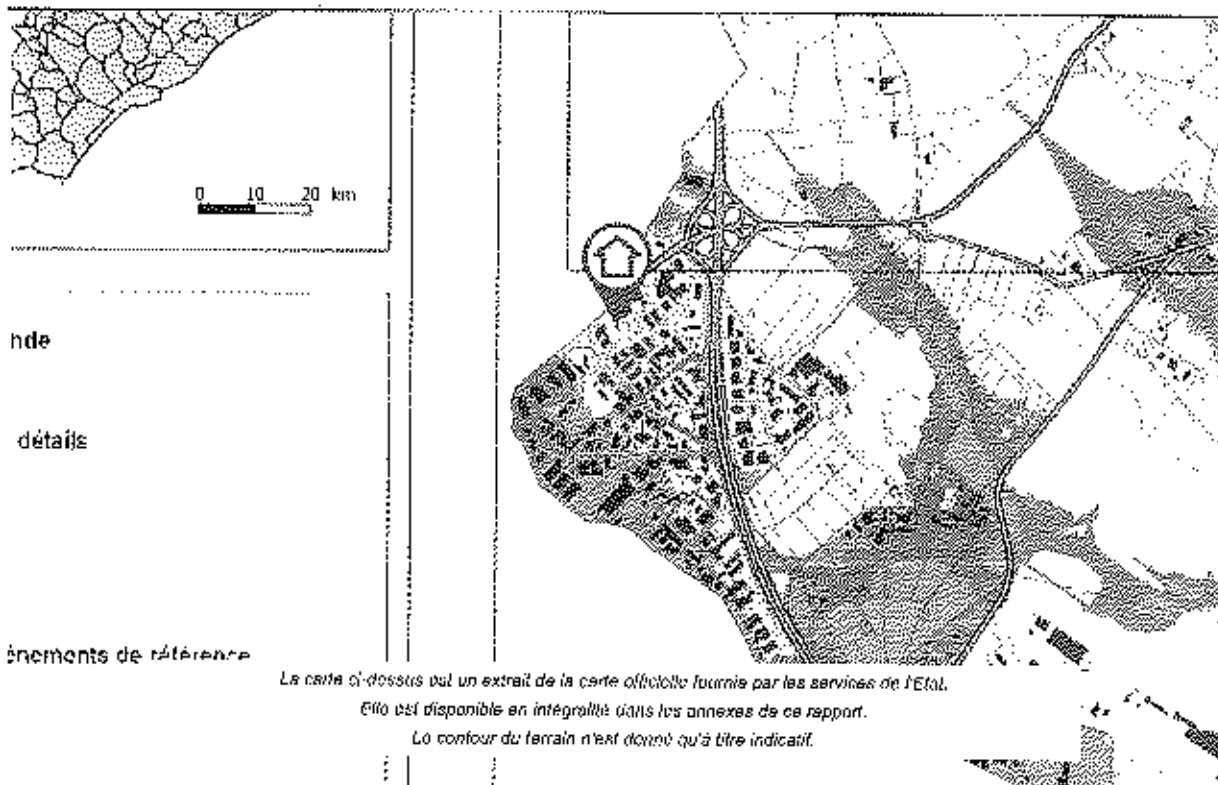 0 10 20 km
nde
détails
énements de référence
La carte ci-dessus est un extrait de la carte officielle fournie par les services de l'Etat.
Elle est disponible en intégralité dans les annexes de ce rapport.
Le contour du terrain n'est donné qu'à titre indicatif.